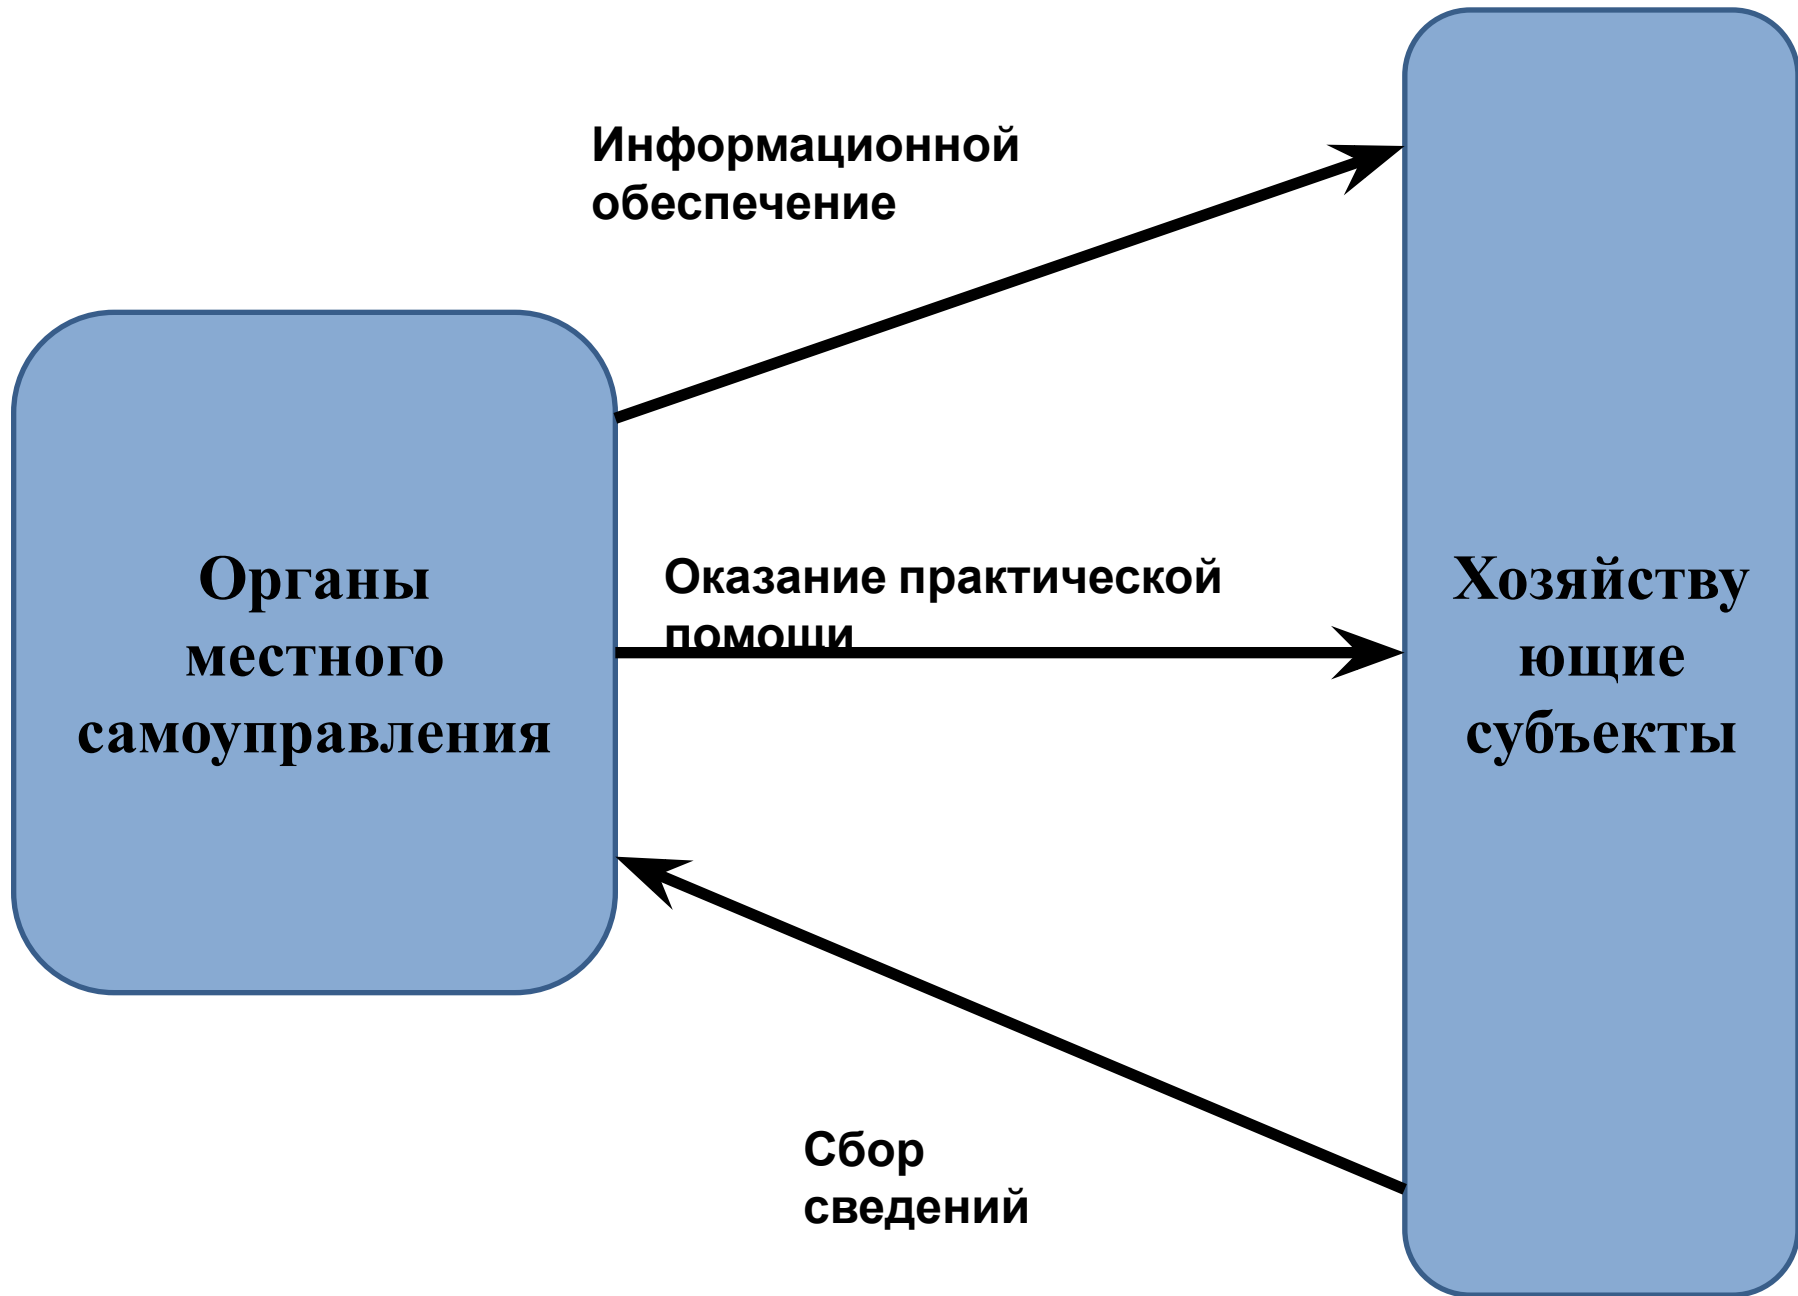 Информационной
обеспечение
Органы
местного
самоуправления
Оказание практической
помощи
Хозяйству
ющие
субъекты
Сбор
сведений